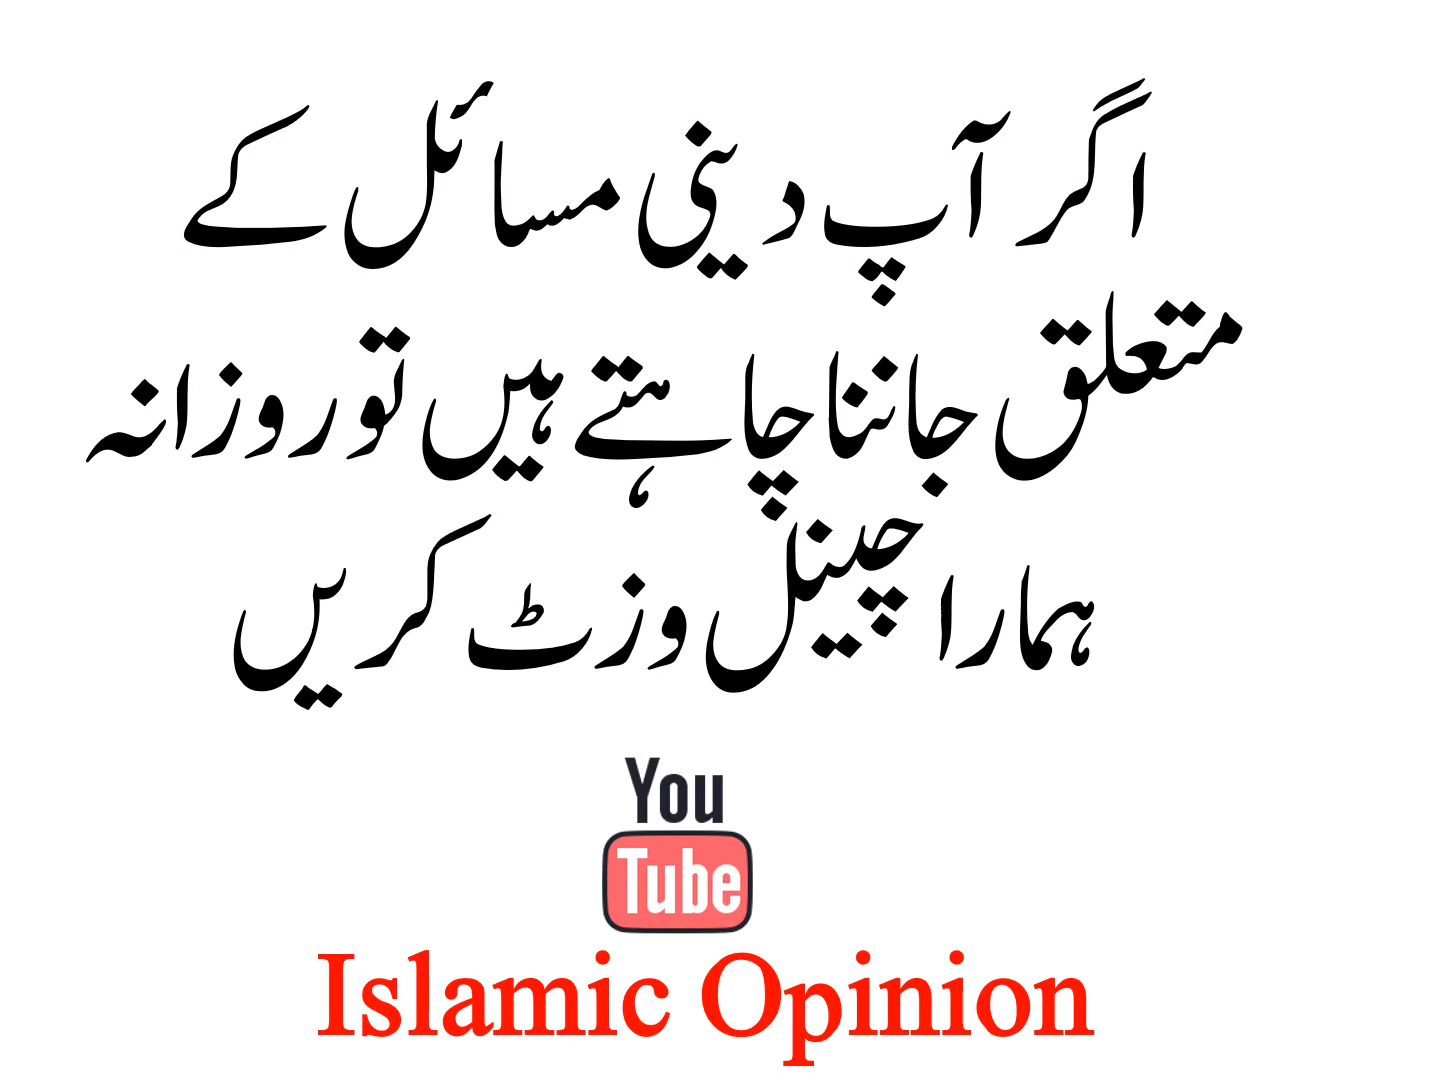 اگر آپ دینی مسائل کے
متعلق جاننا چاہتے ہیں تو روزانہ
ہمارا چینل وزٹ کریں
You
Tube
Islamic Opinion